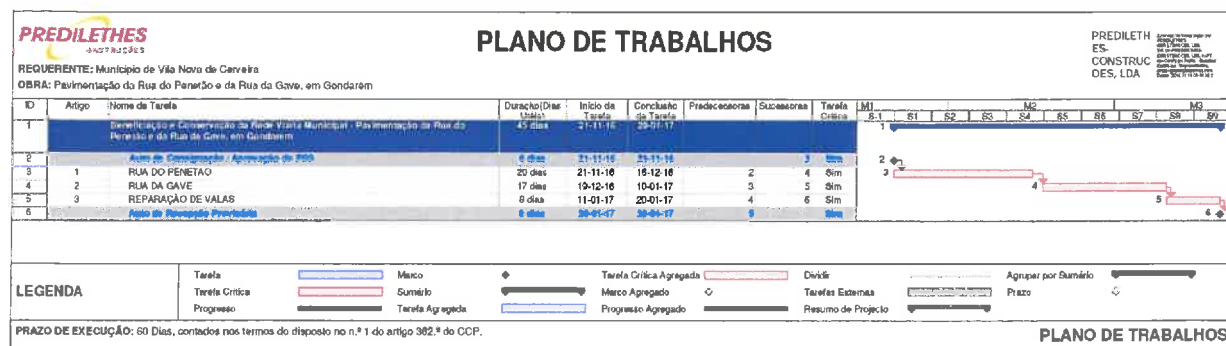 PREDILETHES
CONSTRUÇÕES
PLANO DE TRABALHOS
PREDILETH
ES-
CONSTRUC
OES, LDA
REQUERENTE: Município de Vila Nova de Cerveira
OBRA: Pavimentação da Rua do Penetão e da Rua da Gave, em Gondarém
ID Artigo Nome da Tarefa Duração(Dias Úteis) Início da Tarefa Conclusão da Tarefa Predecessoras Sucessoras Tarefa Crítica M1 M2 M3
S-1 S1 S2 S3 S4 S5 S6 S7 S8 S9
1 Beneficiação e Conservação da Rede Viária Municipal - Pavimentação da Rua do Penetão e da Rua da Gave, em Gondarém 45 dias 21-11-16 20-01-17 1
2 Auto de Consignação / Aprovação do PSS 0 dias 21-11-16 21-11-16 3 Sim 2
3 1 RUA DO PENETAO 20 dias 21-11-16 16-12-16 2 4 Sim 3
4 2 RUA DA GAVE 17 dias 19-12-16 10-01-17 3 5 Sim 4
5 3 REPARAÇÃO DE VALAS 8 dias 11-01-17 20-01-17 4 6 Sim 5
6 Auto de Receção Provisória 0 dias 20-01-17 20-01-17 5 Sim 6
LEGENDA
Tarefa Marco Tarefa Crítica Agregada Dividir Agrupar por Sumário
Tarefa Crítica Sumário Marco Agregado Tarefas Externas Prazo
Progresso Tarefa Agregada Progresso Agregado Resumo de Projecto
PRAZO DE EXECUÇÃO: 60 Dias, contados nos termos do disposto no n.º 1 do artigo 362.º do CCP.
PLANO DE TRABALHOS